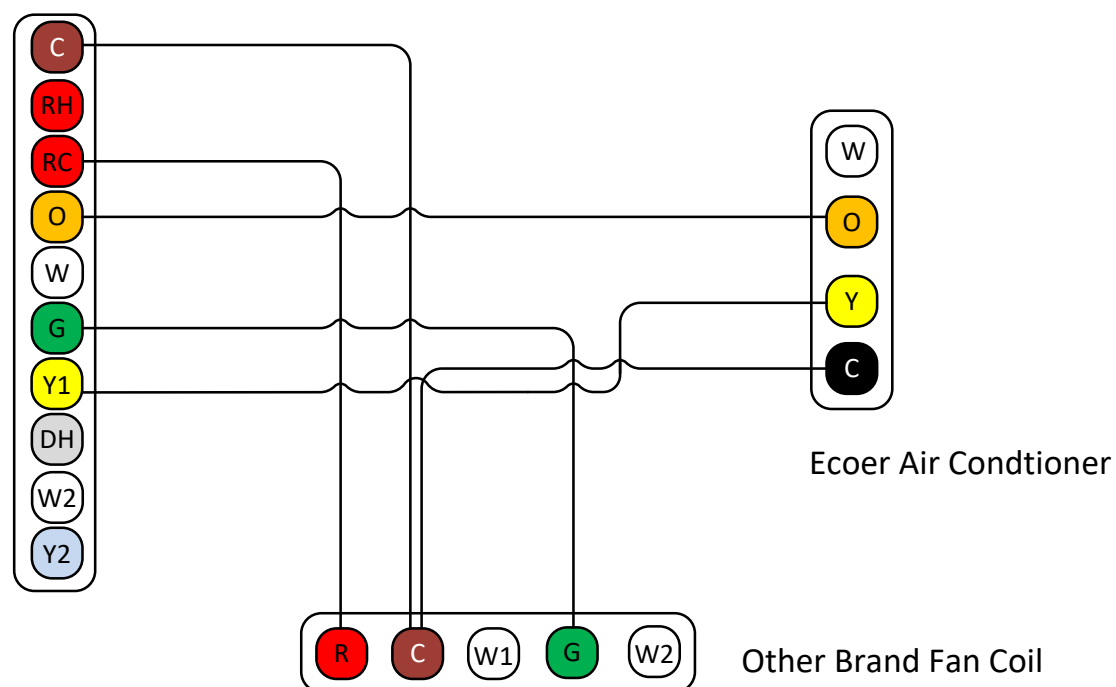 C
RH
RC
O
W
G
Y1
DH
W2
Y2
W
O
Y
C
Ecoer Air Condtioner
R
C
W1
G
W2
Other Brand Fan Coil